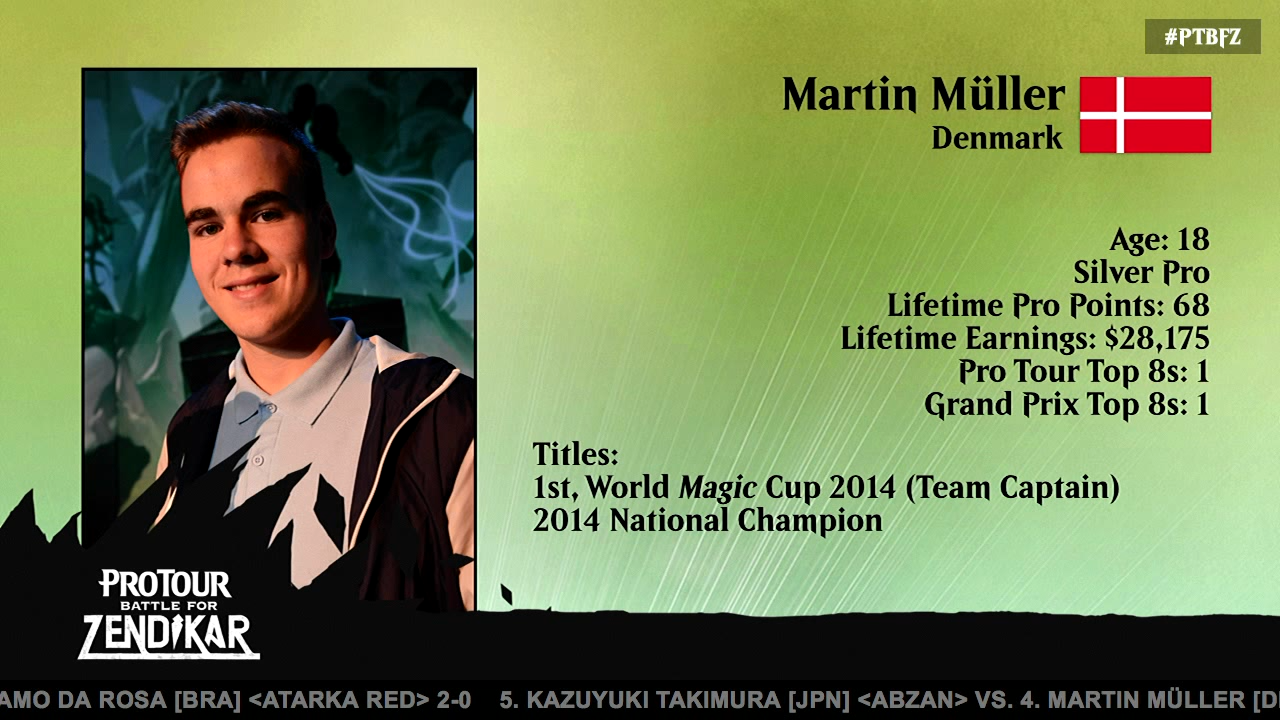 #PTBFZ
Martin Müller
Denmark
Age: 18
Silver Pro
Lifetime Pro Points: 68
Lifetime Earnings: $28,175
Pro Tour Top 8s: 1
Grand Prix Top 8s: 1
Titles:
1st, World Magic Cup 2014 (Team Captain)
2014 National Champion
PROTOUR
BATTLE FOR
ZENDIKAR
AMO DA ROSA [BRA] <ATARKA RED> 2-0 5. KAZUYUKI TAKIMURA [JPN] <ABZAN> VS. 4. MARTIN MÜLLER [D